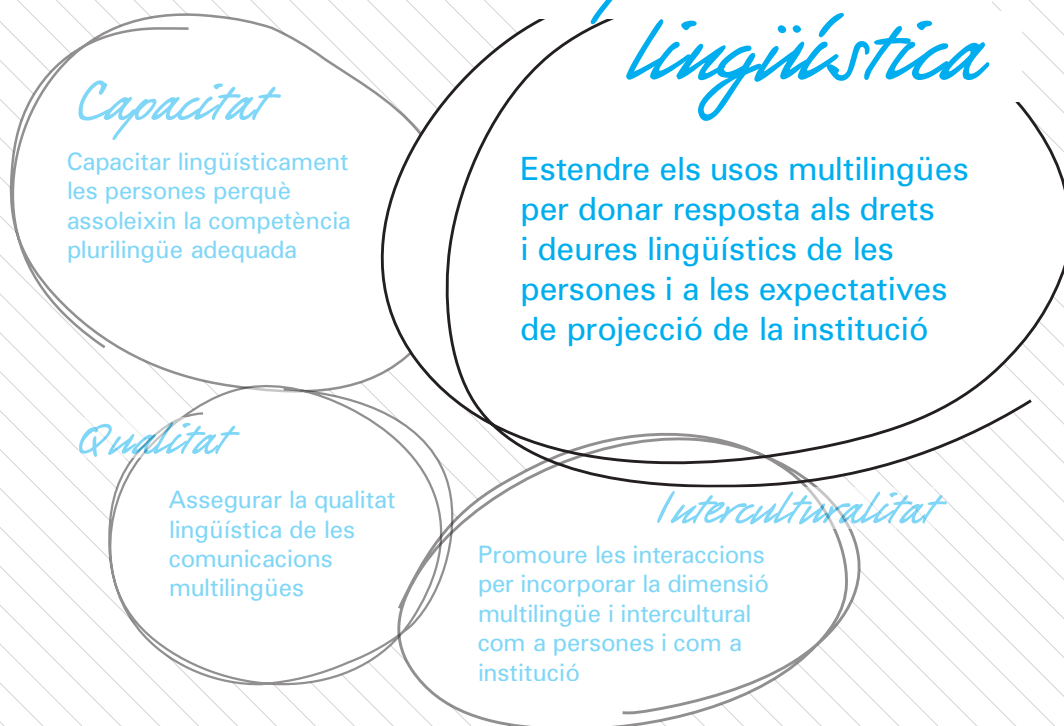 lingüística
Estendre els usos multilingües
per donar resposta als drets
i deures lingüístics de les
persones i a les expectatives
de projecció de la institució
Capacitat
Capacitar lingüísticament
les persones perquè
assoleixin la competència
plurilingüe adequada
Qualitat
Assegurar la qualitat
lingüística de les
comunicacions
multilingües
Interculturalitat
Promoure les interaccions
per incorporar la dimensió
multilingüe i intercultural
com a persones i com a
institució